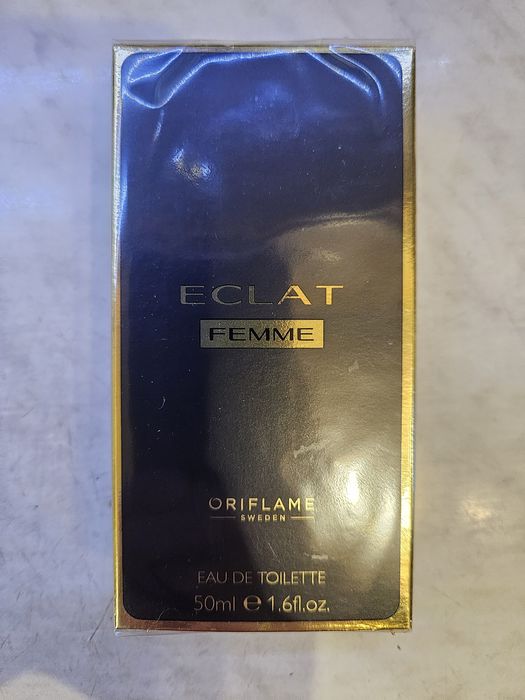 ECLAT
FEMME
ORIFLAME
SWEDEN
EAU DE TOILETTE
50ml ℮ 1.6fl.oz.